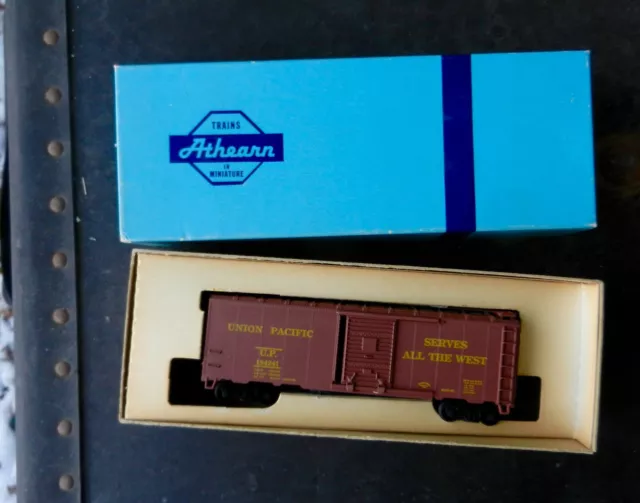 TRAINS
Athearn
IN
MINIATURE
UNION PACIFIC
U.P.
SERVES
ALL THE WEST